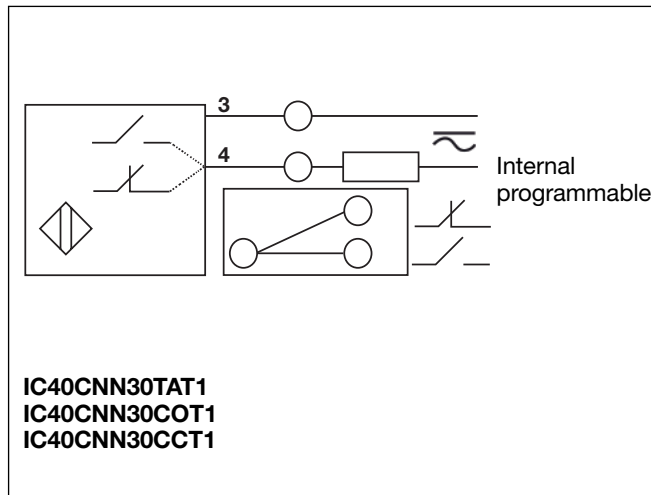 3
4
Internal
programmable
IC40CNN30TAT1
IC40CNN30COT1
IC40CNN30CCT1